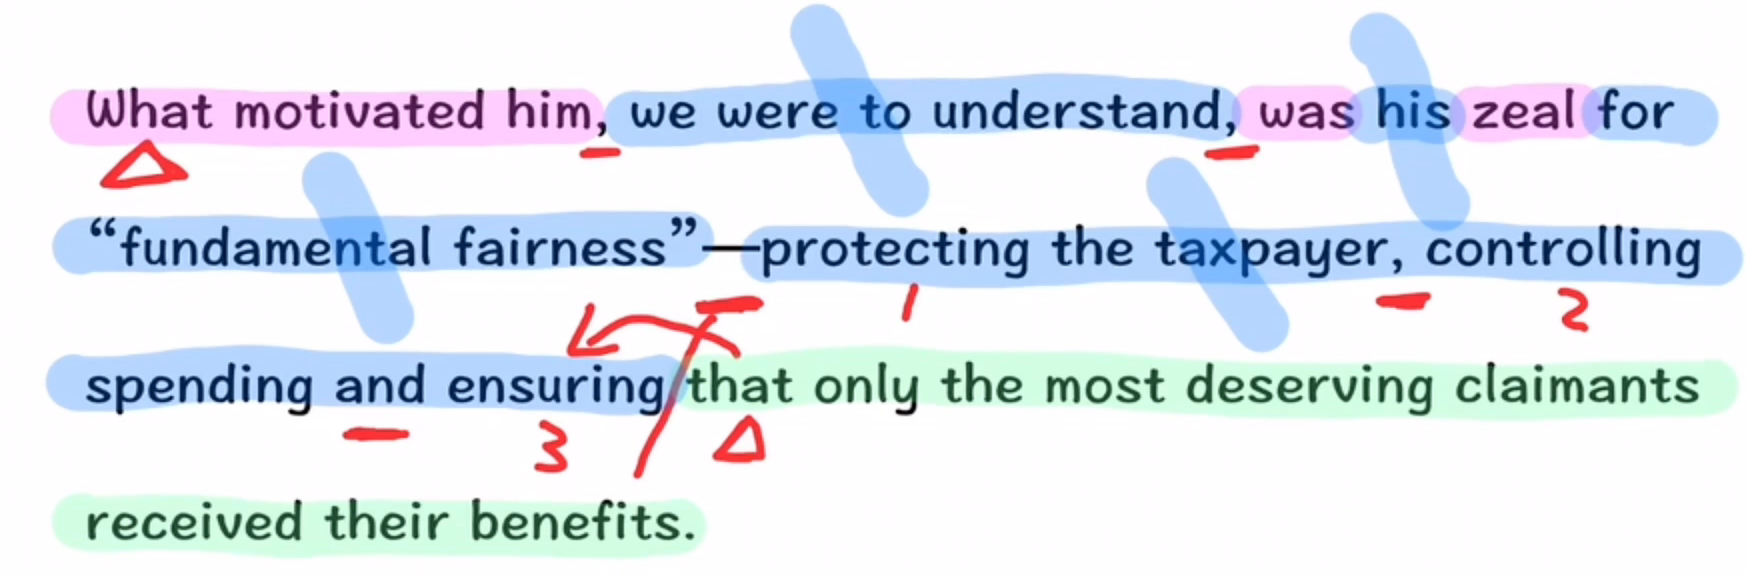 What motivated him, we were to understand, was his zeal for
“fundamental fairness”—protecting the taxpayer, controlling
1 2
spending and ensuring that only the most deserving claimants
3
received their benefits.